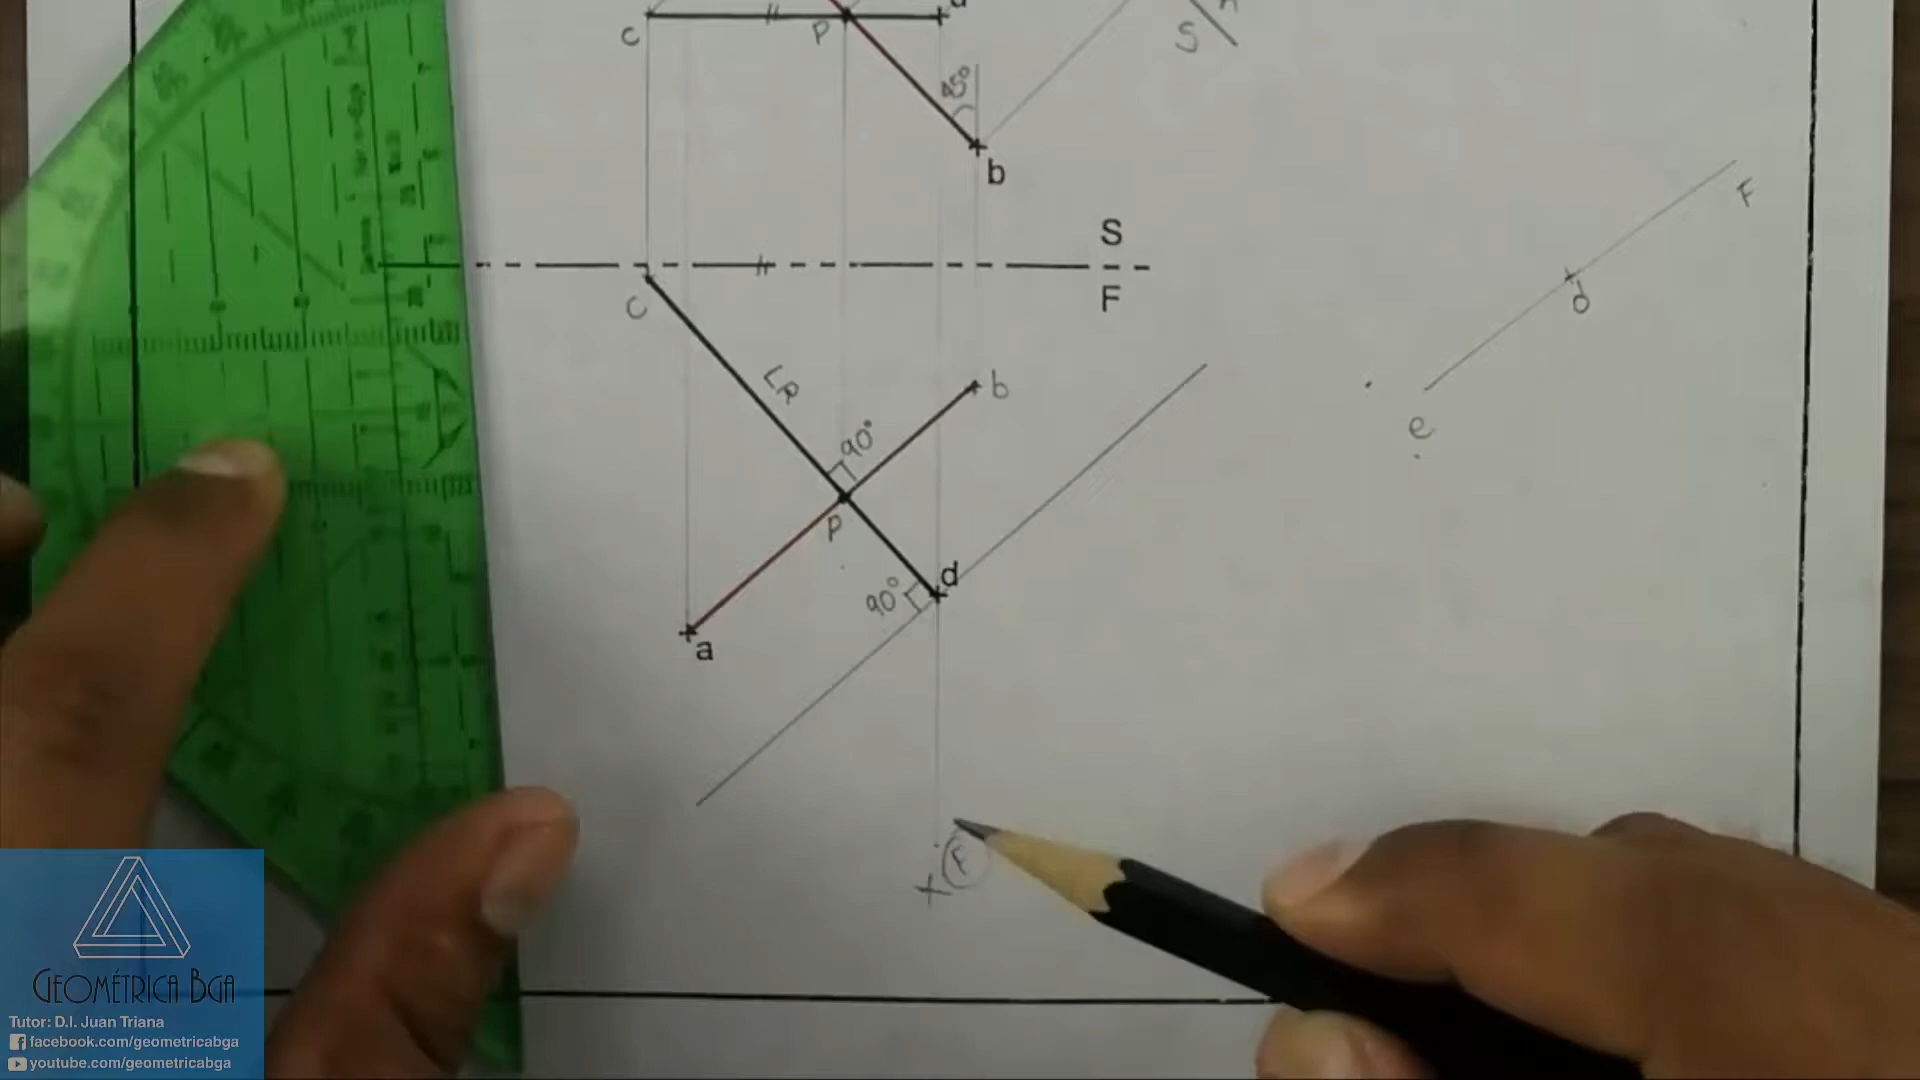 c
P
d
S
45°
b
S
F
F
d
c
LR
b
e
90°
P
d
90°
a
X F
GEOMÉTRICA BGA
Tutor: D.I. Juan Triana
facebook.com/geometricabga
youtube.com/geometricabga